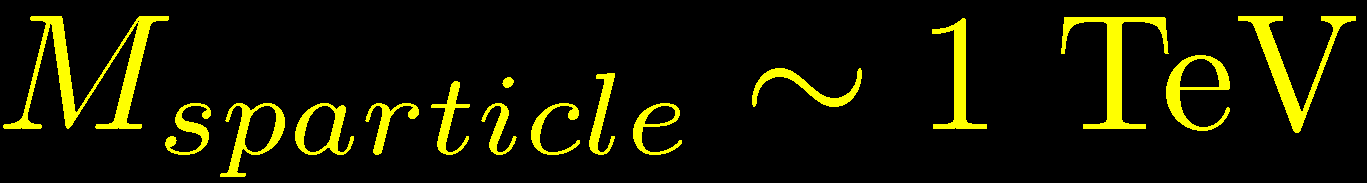 M_{sparticle} ∼ 1 TeV